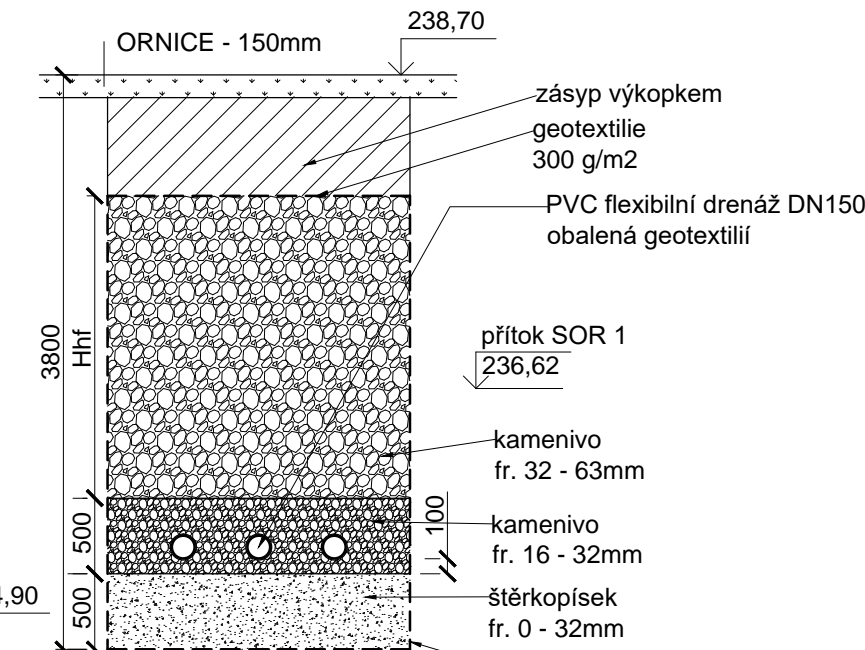 238,70
ORNICE - 150mm
zásyp výkopkem
geotextilie
300 g/m2
PVC flexibilní drenáž DN150
obalená geotextilií
3800
Hhf
přítok SOR 1
236,62
kamenivo
fr. 32 - 63mm
500
100
kamenivo
fr. 16 - 32mm
,90
500
štěrkopísek
fr. 0 - 32mm